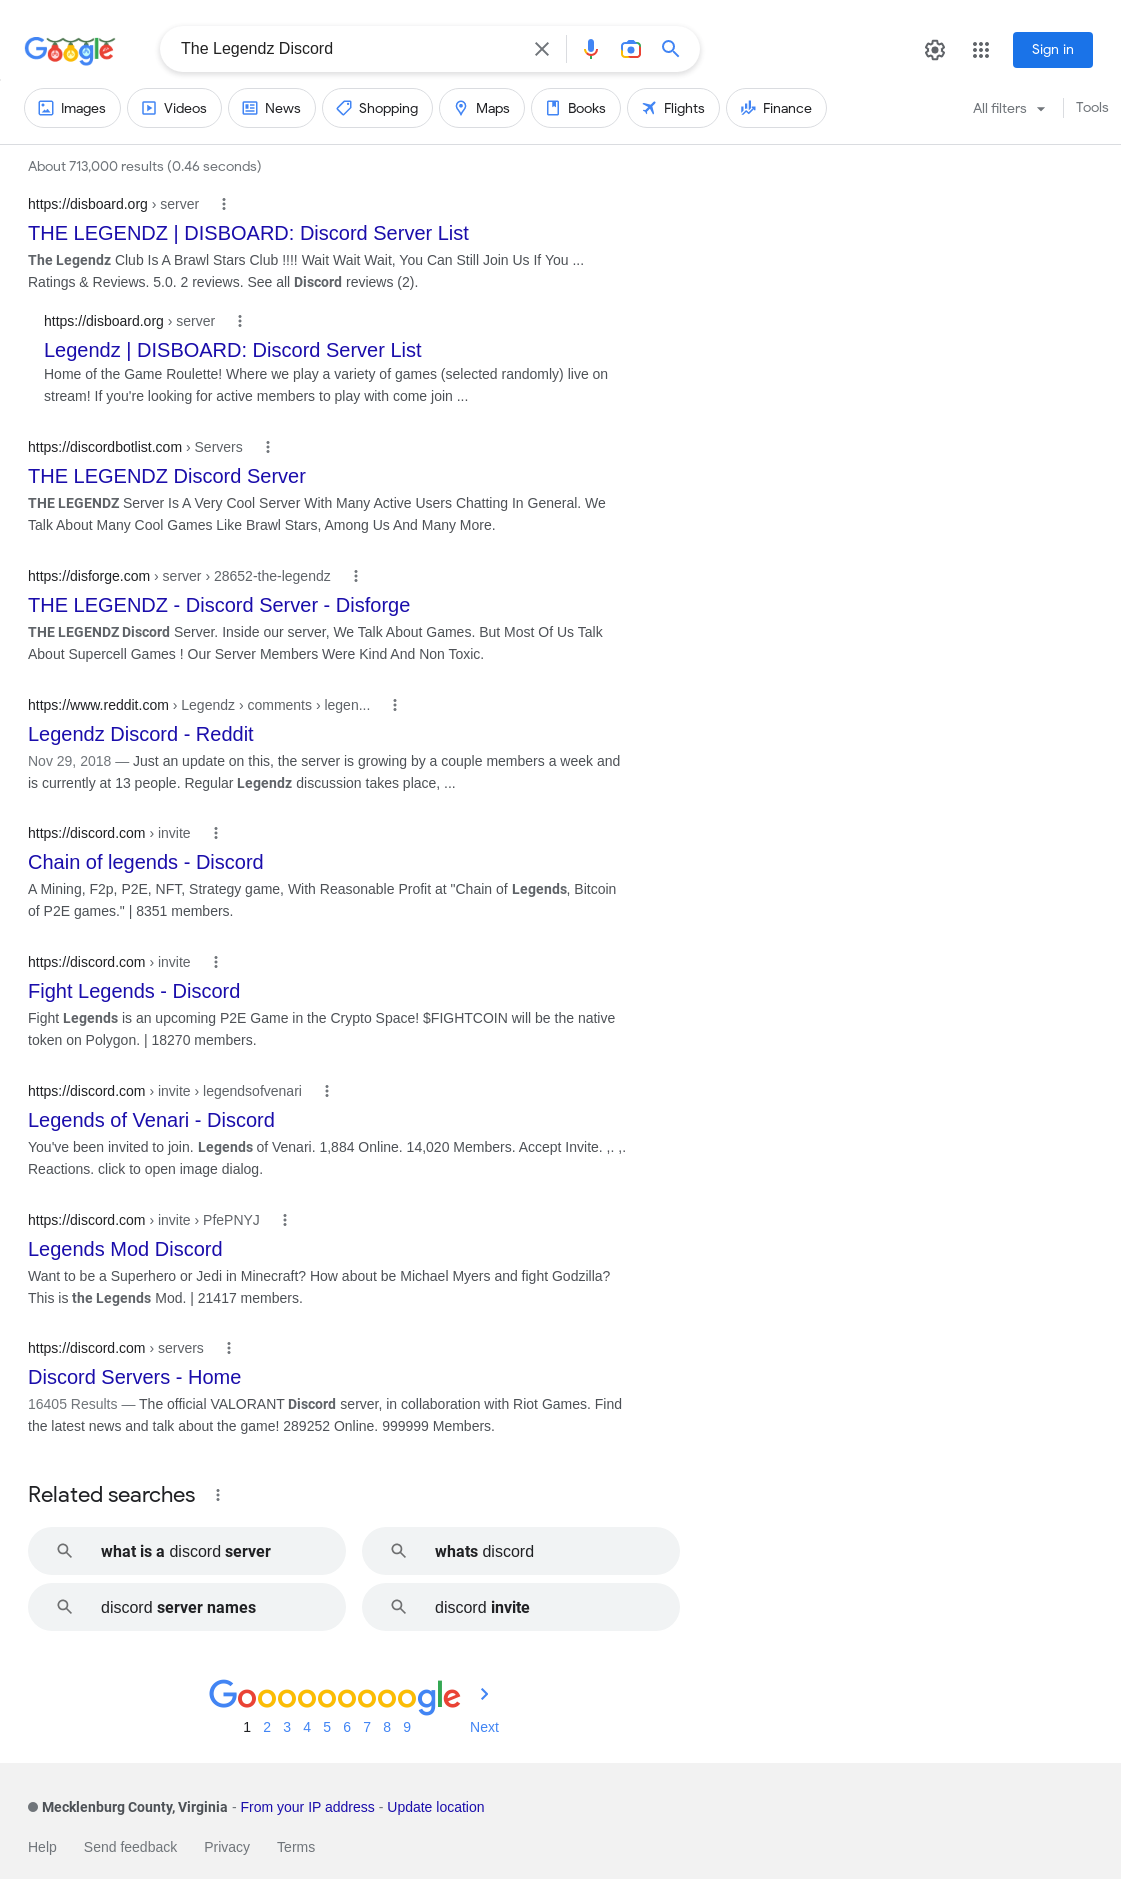 Google
The Legendz Discord
Sign in
Images Videos News Shopping Maps Books Flights Finance All filters Tools
About 713,000 results (0.46 seconds)
https://disboard.org › server
THE LEGENDZ | DISBOARD: Discord Server List
The Legendz Club Is A Brawl Stars Club !!!! Wait Wait Wait, You Can Still Join Us If You ...
Ratings & Reviews. 5.0. 2 reviews. See all Discord reviews (2).
https://disboard.org › server
Legendz | DISBOARD: Discord Server List
Home of the Game Roulette! Where we play a variety of games (selected randomly) live on
stream! If you're looking for active members to play with come join ...
https://discordbotlist.com › Servers
THE LEGENDZ Discord Server
THE LEGENDZ Server Is A Very Cool Server With Many Active Users Chatting In General. We
Talk About Many Cool Games Like Brawl Stars, Among Us And Many More.
https://disforge.com › server › 28652-the-legendz
THE LEGENDZ - Discord Server - Disforge
THE LEGENDZ Discord Server. Inside our server, We Talk About Games. But Most Of Us Talk
About Supercell Games ! Our Server Members Were Kind And Non Toxic.
https://www.reddit.com › Legendz › comments › legen...
Legendz Discord - Reddit
Nov 29, 2018 — Just an update on this, the server is growing by a couple members a week and
is currently at 13 people. Regular Legendz discussion takes place, ...
https://discord.com › invite
Chain of legends - Discord
A Mining, F2p, P2E, NFT, Strategy game, With Reasonable Profit at "Chain of Legends, Bitcoin
of P2E games." | 8351 members.
https://discord.com › invite
Fight Legends - Discord
Fight Legends is an upcoming P2E Game in the Crypto Space! $FIGHTCOIN will be the native
token on Polygon. | 18270 members.
https://discord.com › invite › legendsofvenari
Legends of Venari - Discord
You've been invited to join. Legends of Venari. 1,884 Online. 14,020 Members. Accept Invite. ,. ,.
Reactions. click to open image dialog.
https://discord.com › invite › PfePNYJ
Legends Mod Discord
Want to be a Superhero or Jedi in Minecraft? How about be Michael Myers and fight Godzilla?
This is the Legends Mod. | 21417 members.
https://discord.com › servers
Discord Servers - Home
16405 Results — The official VALORANT Discord server, in collaboration with Riot Games. Find
the latest news and talk about the game! 289252 Online. 999999 Members.
Related searches
what is a discord server whats discord
discord server names discord invite
Goooooooooogle
1 2 3 4 5 6 7 8 9 Next
Mecklenburg County, Virginia - From your IP address - Update location
Help Send feedback Privacy Terms